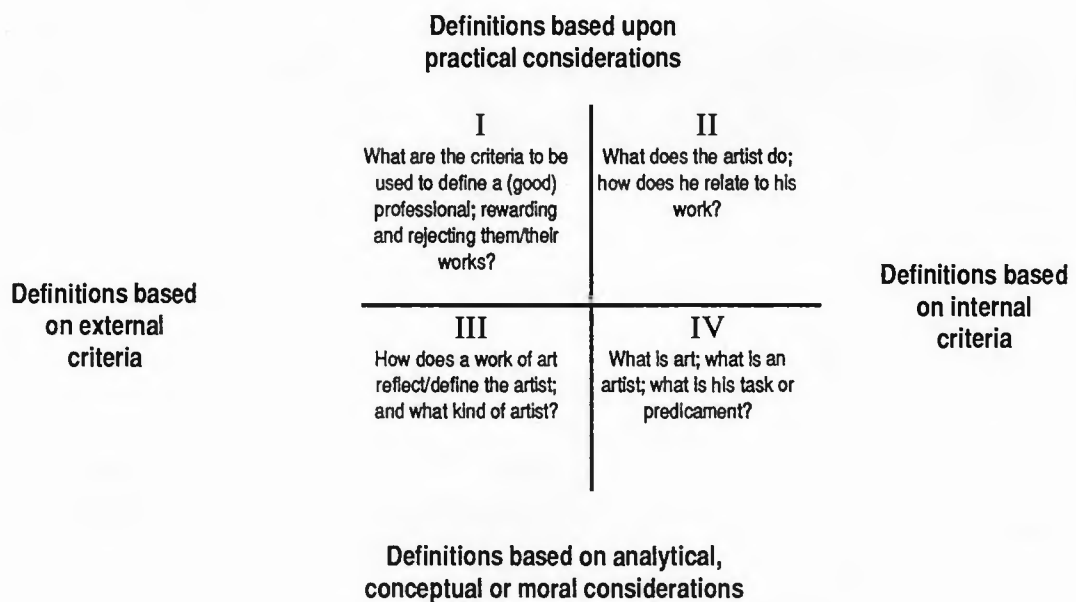 Definitions based upon
practical considerations
I
What are the criteria to be
used to define a (good)
professional; rewarding
and rejecting them/their
works?
II
What does the artist do;
how does he relate to his
work?
Definitions based
on external
criteria
Definitions based
on internal
criteria
III
How does a work of art
reflect/define the artist;
and what kind of artist?
IV
What is art; what is an
artist; what is his task or
predicament?
Definitions based on analytical,
conceptual or moral considerations